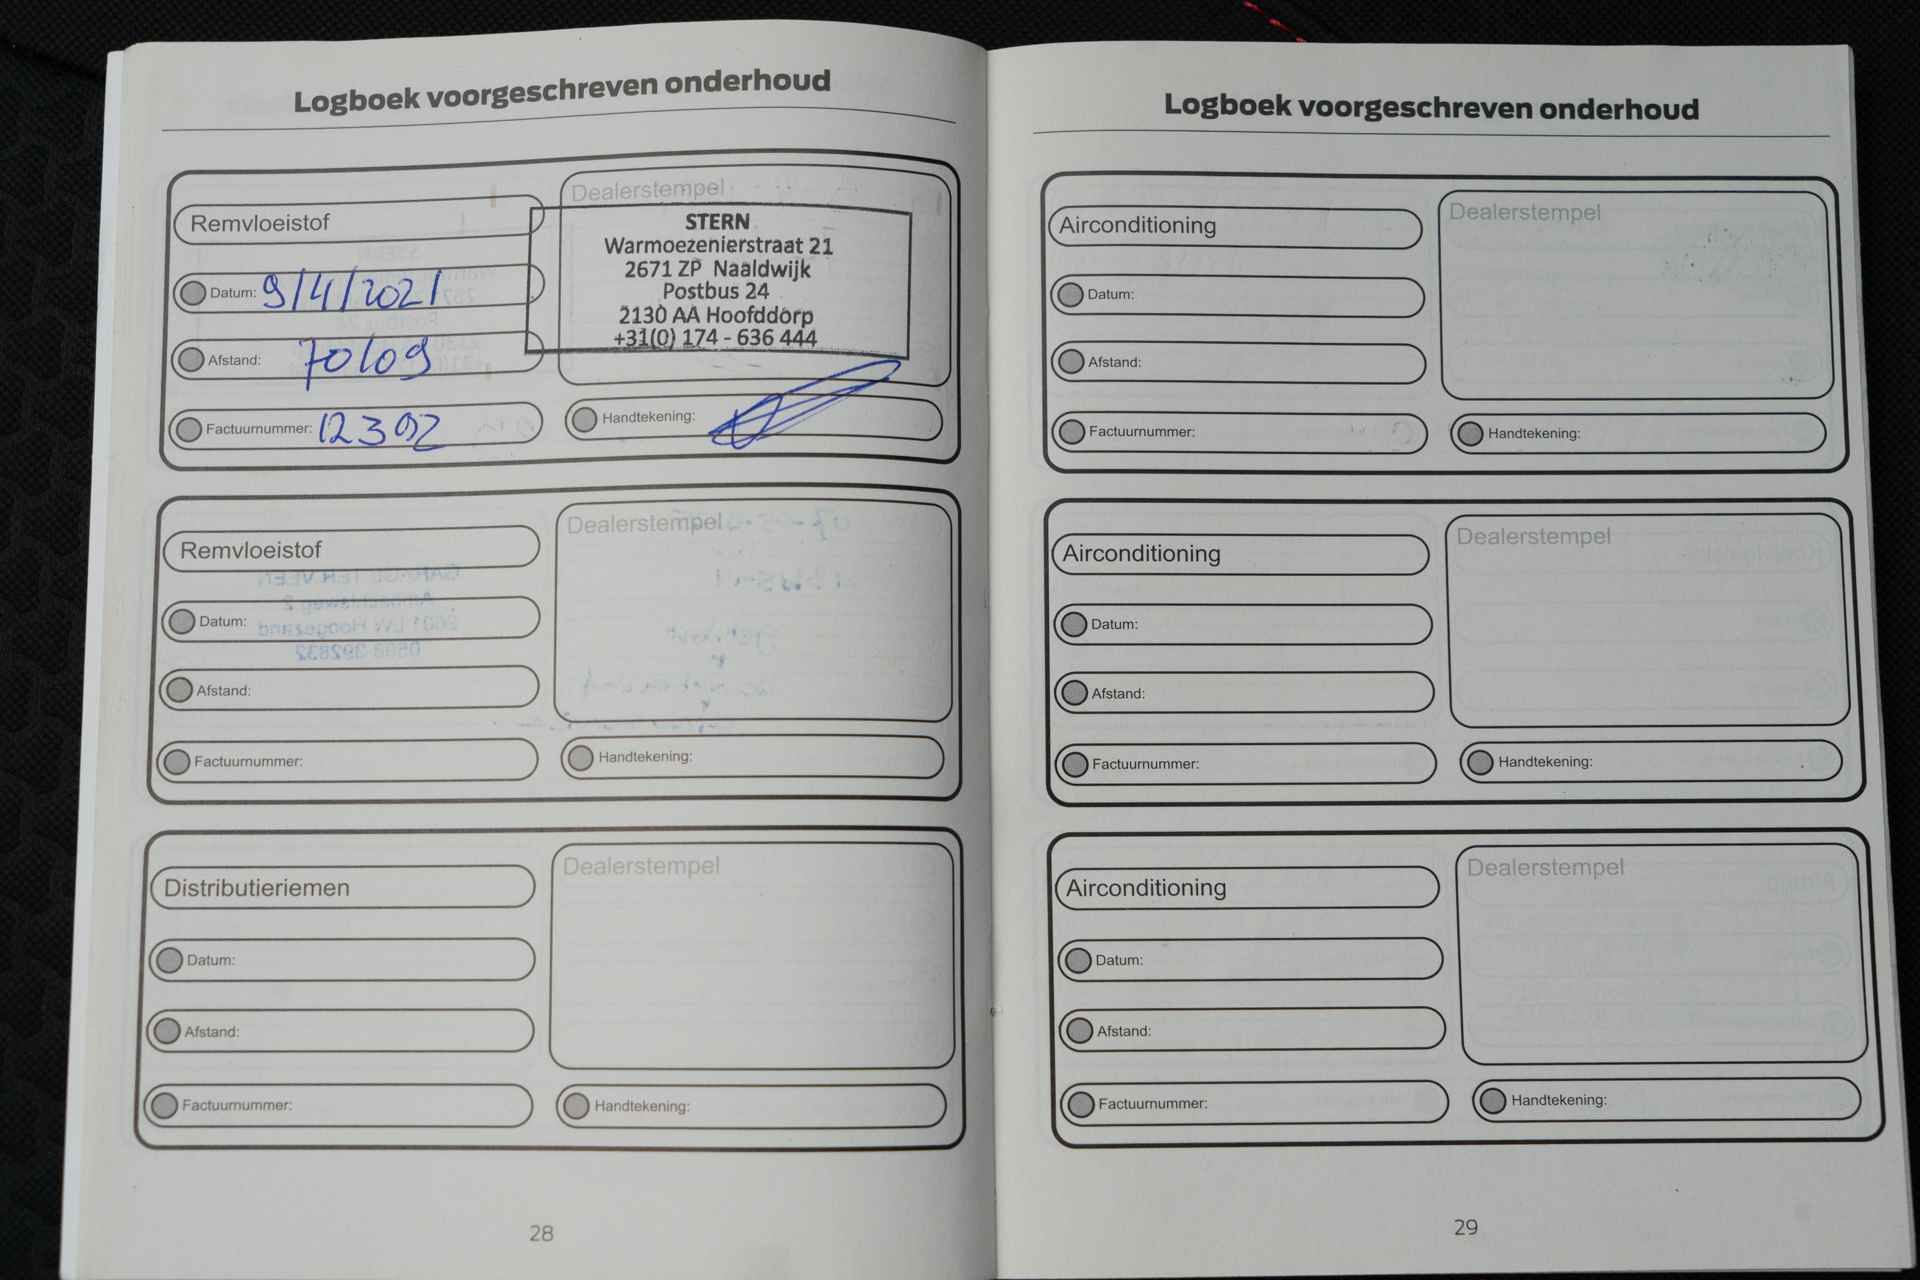 Logboek voorgeschreven onderhoud
Remvloeistof
Datum: 9/4/2021
Afstand: 70109
Factuurnummer: 12392
Dealerstempel
STERN
Warmoezenierstraat 21
2671 ZP Naaldwijk
Postbus 24
2130 AA Hoofddorp
+31(0) 174 - 636 444
Handtekening:
Remvloeistof
Datum:
Afstand:
Factuurnummer:
Dealerstempel
Handtekening:
Distributieriemen
Datum:
Afstand:
Factuurnummer:
Dealerstempel
Handtekening:
28
Logboek voorgeschreven onderhoud
Airconditioning
Datum:
Afstand:
Factuurnummer:
Dealerstempel
Handtekening:
Airconditioning
Datum:
Afstand:
Factuurnummer:
Dealerstempel
Handtekening:
Airconditioning
Datum:
Afstand:
Factuurnummer:
Dealerstempel
Handtekening:
29